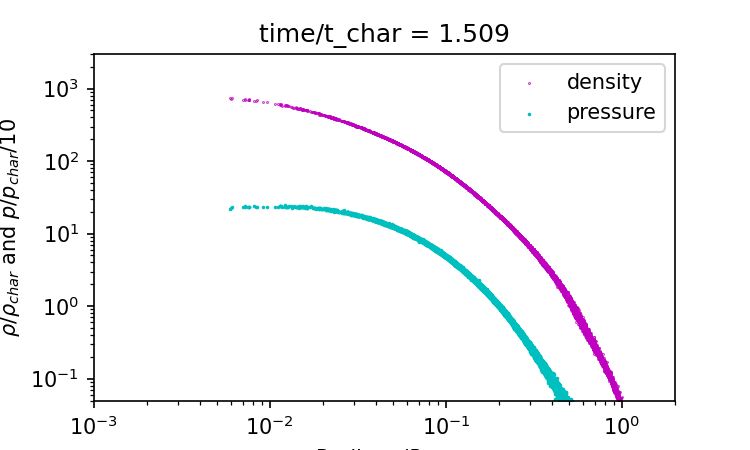 time/t_char = 1.509
density
pressure
ρ/ρ_char and p/p_char/10
10³
10²
10¹
10⁰
10⁻¹
10⁻³
10⁻²
10⁻¹
10⁰